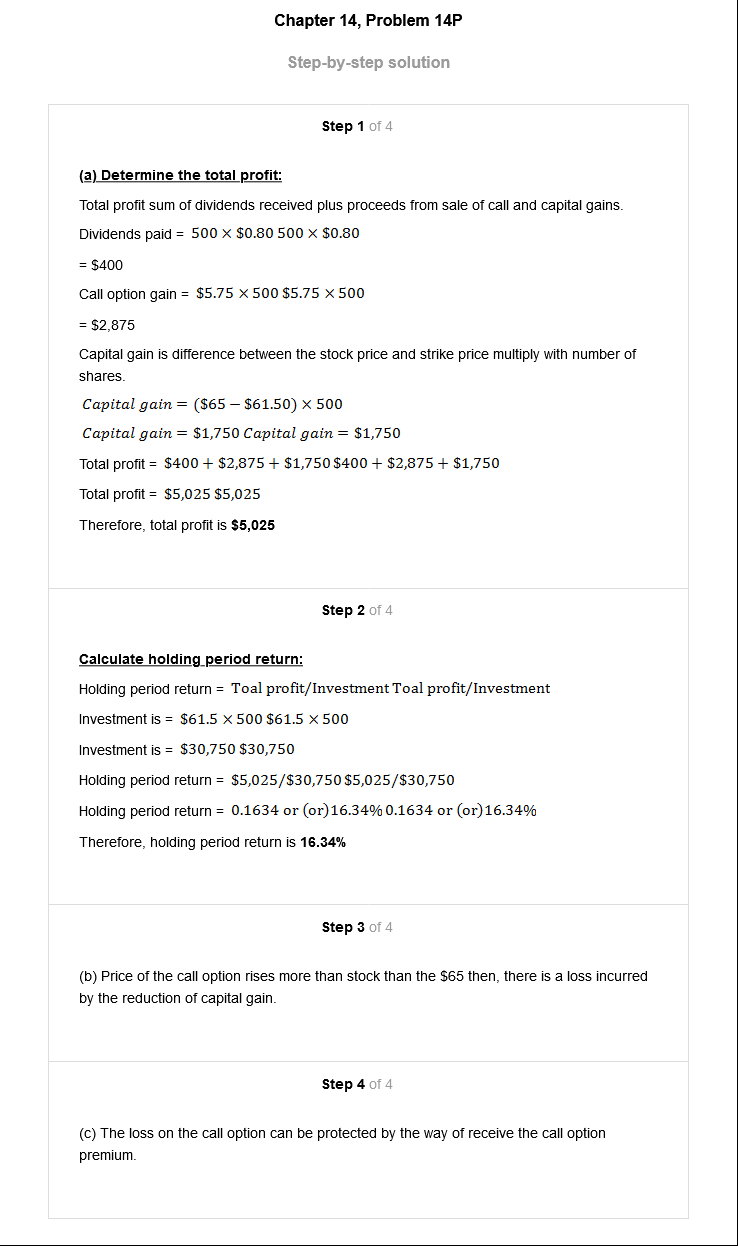 Chapter 14, Problem 14P
Step-by-step solution
Step 1 of 4
(a) Determine the total profit:
Total profit sum of dividends received plus proceeds from sale of call and capital gains.
Dividends paid = 500 × $0.80 500 × $0.80
= $400
Call option gain = $5.75 × 500 $5.75 × 500
= $2,875
Capital gain is difference between the stock price and strike price multiply with number of
shares.
Capital gain = ($65 – $61.50) × 500
Capital gain = $1,750 Capital gain = $1,750
Total profit = $400 + $2,875 + $1,750 $400 + $2,875 + $1,750
Total profit = $5,025 $5,025
Therefore, total profit is $5,025
Step 2 of 4
Calculate holding period return:
Holding period return = Toal profit/Investment Toal profit/Investment
Investment is = $61.5 × 500 $61.5 × 500
Investment is = $30,750 $30,750
Holding period return = $5,025/$30,750 $5,025/$30,750
Holding period return = 0.1634 or (or)16.34% 0.1634 or (or)16.34%
Therefore, holding period return is 16.34%
Step 3 of 4
(b) Price of the call option rises more than stock than the $65 then, there is a loss incurred
by the reduction of capital gain.
Step 4 of 4
(c) The loss on the call option can be protected by the way of receive the call option
premium.